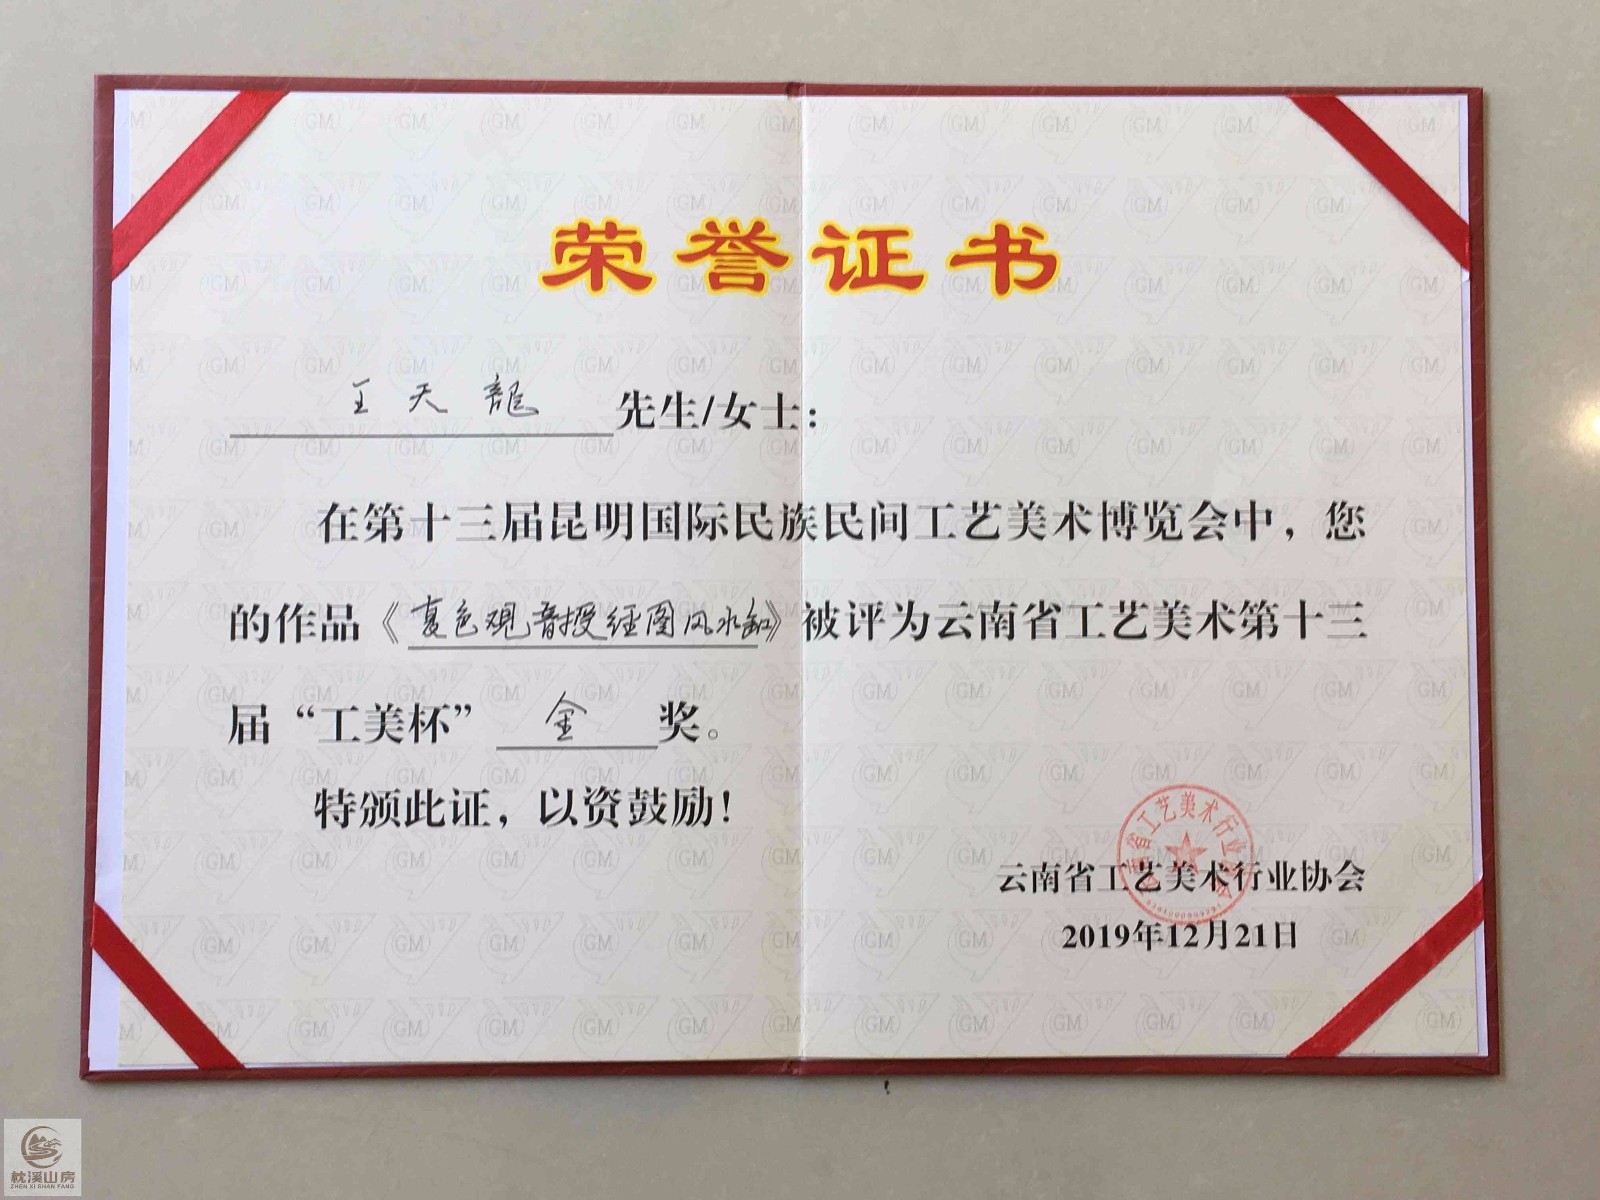 荣誉证书
王天龍 先生/女士：
在第十三届昆明国际民族民间工艺美术博览会中，您
的作品《夏色观音授经图风水缸》被评为云南省工艺美术第十三
届“工美杯” 金 奖。
特颁此证，以资鼓励！
云南省工艺美术行业协会
2019年12月21日
枕溪山房
ZHEN XI SHAN FANG